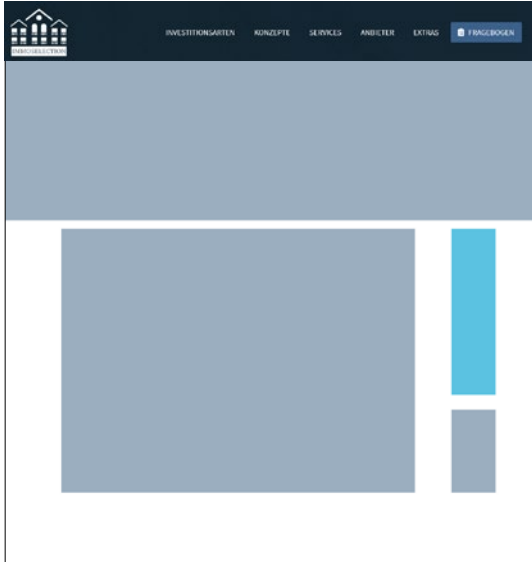 IMMOSELECTION
INVESTITIONSARTEN KONZEPTE SERVICES ANBIETER EXTRAS FRAGEBOGEN